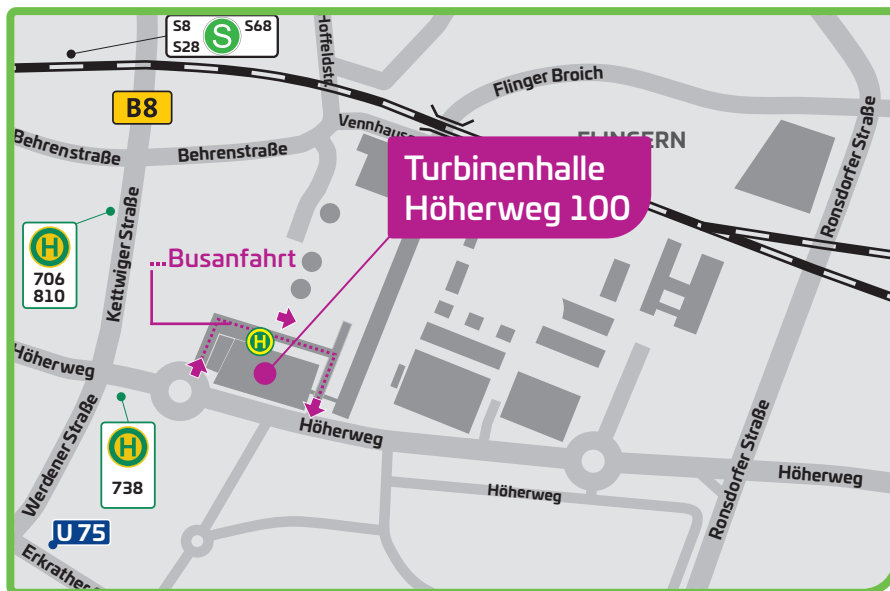 S8
S68
S28
S
Hoffeldstr.
B8
Flinger Broich
Behrenstraße
Behrenstraße
FLINGERN
Turbinenhalle
Höherweg 100
Ronsdorfer Straße
H
706
810
Kettwiger Straße
...Busanfahrt
H
Höherweg
Werdener Straße
H
738
Höherweg
Höherweg
Höherweg
Ronsdorfer Straße
U 75
Erkrather